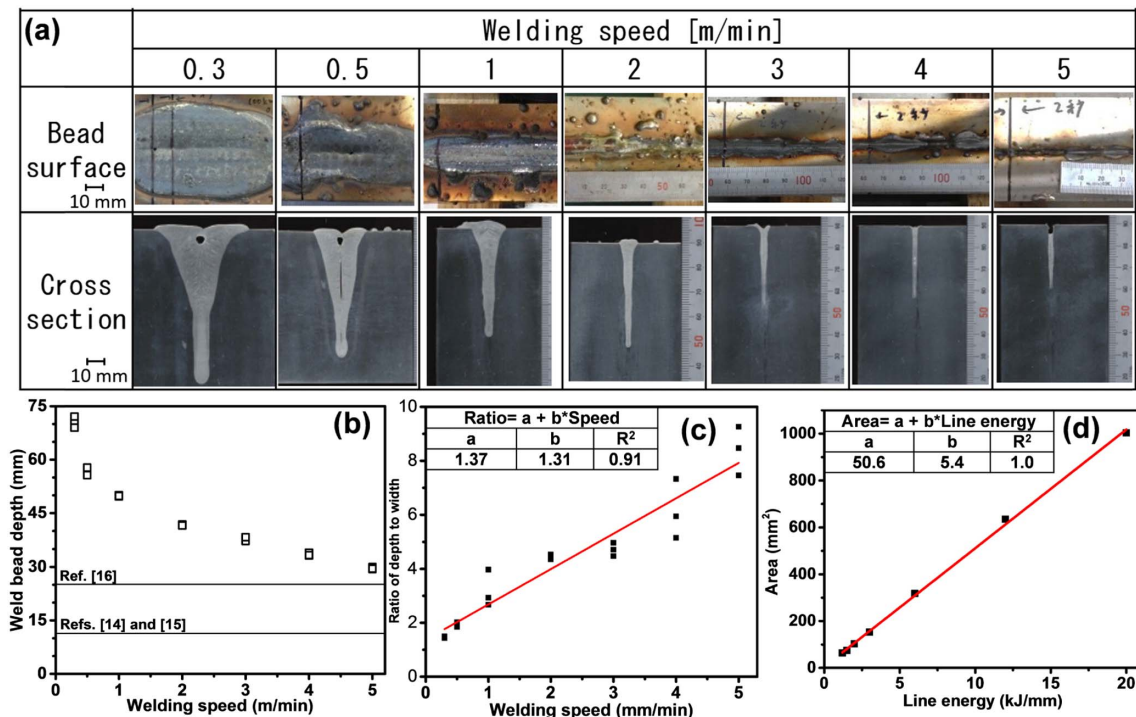 (a)
Welding speed [m/min]
0.3 0.5 1 2 3 4 5
Bead
surface
10 mm
Cross
section
10 mm
(b)
Weld bead depth (mm)
75
60
45
30
15
0
Ref. [16]
Refs. [14] and [15]
0 1 2 3 4 5
Welding speed (m/min)
(c)
Ratio of depth to width
10
8
6
4
2
0
Ratio= a + b*Speed
a b R²
1.37 1.31 0.91
0 1 2 3 4 5
Welding speed (mm/min)
(d)
Area (mm²)
1000
800
600
400
200
0
Area= a + b*Line energy
a b R²
50.6 5.4 1.0
0 5 10 15 20
Line energy (kJ/mm)